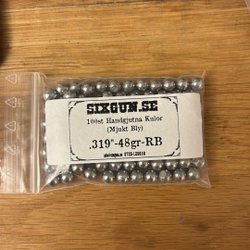 SIXGUN.SE
100st Handgjutna Kulor
(Mjukt Bly)
.319"-48gr-RB